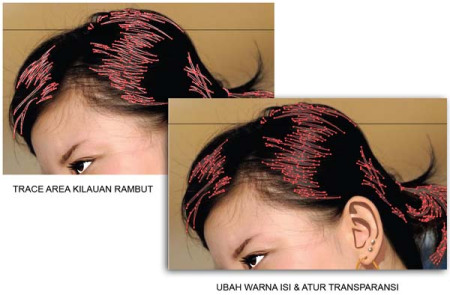 TRACE AREA KILAUAN RAMBUT
UBAH WARNA ISI & ATUR TRANSPARANSI